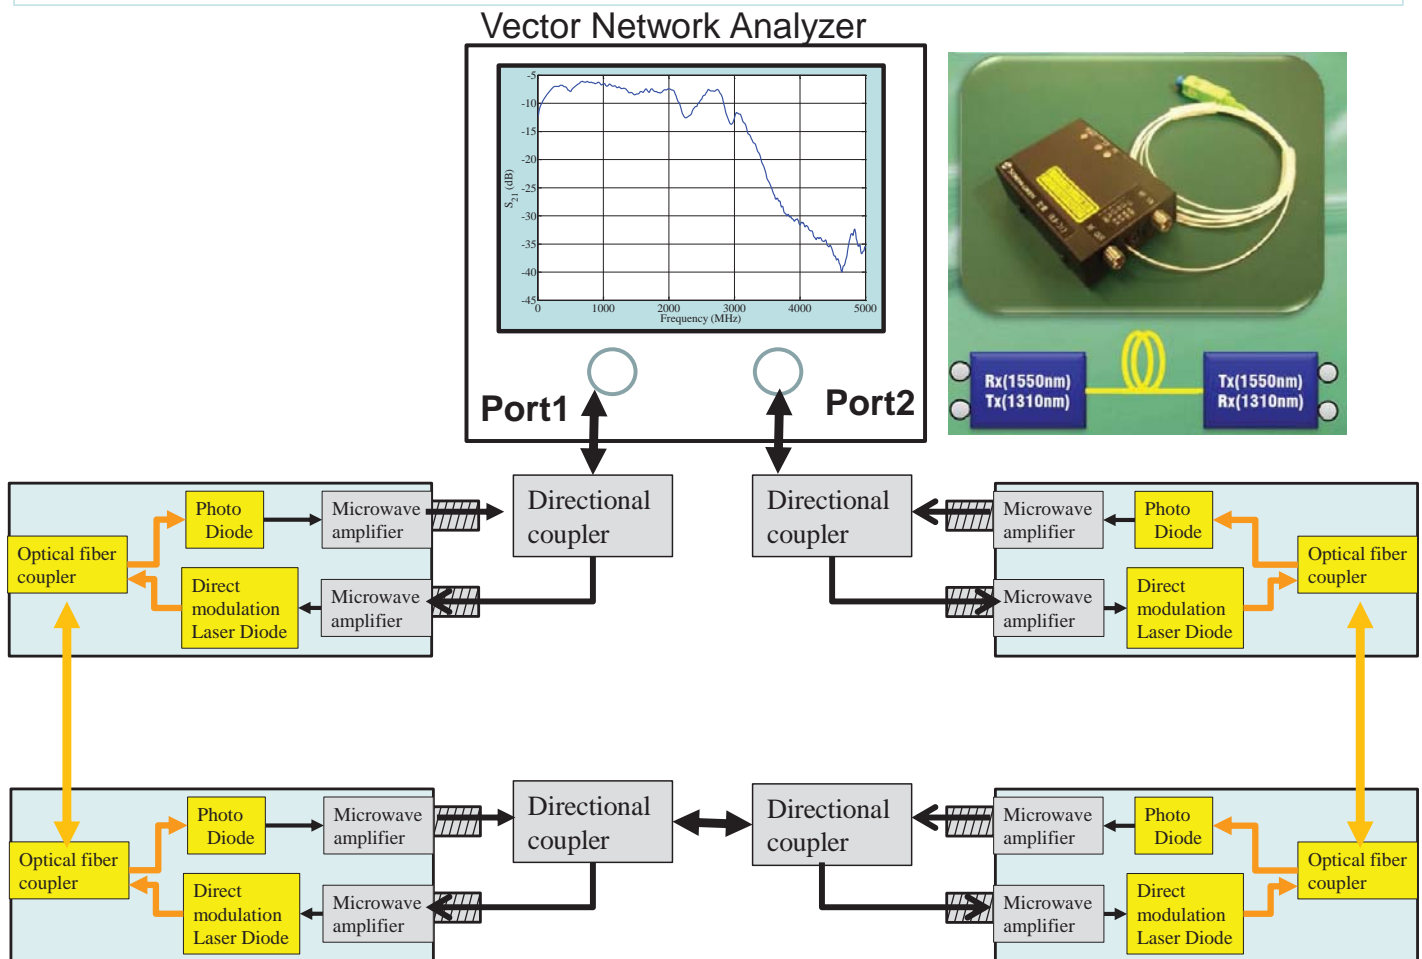 Vector Network Analyzer
-5
-10
-15
-20
-25
-30
-35
-40
-45
S21 (dB)
0
1000
2000
3000
4000
5000
Frequency (MHz)
Port1
Port2
Rx(1550nm)
Tx(1310nm)
Tx(1550nm)
Rx(1310nm)
Optical fiber
coupler
Photo
Diode
Microwave
amplifier
Direct
modulation
Laser Diode
Microwave
amplifier
Directional
coupler
Directional
coupler
Microwave
amplifier
Photo
Diode
Microwave
amplifier
Direct
modulation
Laser Diode
Optical fiber
coupler
Optical fiber
coupler
Photo
Diode
Microwave
amplifier
Direct
modulation
Laser Diode
Microwave
amplifier
Directional
coupler
Directional
coupler
Microwave
amplifier
Photo
Diode
Microwave
amplifier
Direct
modulation
Laser Diode
Optical fiber
coupler